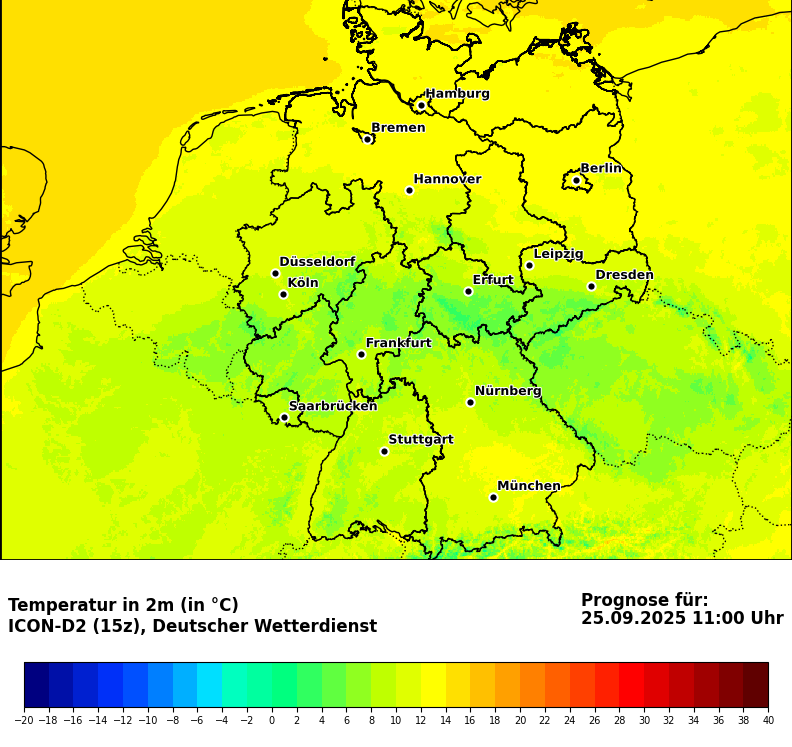 Hamburg
Bremen
Berlin
Hannover
Leipzig
Düsseldorf
Dresden
Köln
Erfurt
Frankfurt
Nürnberg
Saarbrücken
Stuttgart
München
Temperatur in 2m (in °C)
ICON-D2 (15z), Deutscher Wetterdienst
Prognose für:
25.09.2025 11:00 Uhr
−20 −18 −16 −14 −12 −10 −8 −6 −4 −2 0 2 4 6 8 10 12 14 16 18 20 22 24 26 28 30 32 34 36 38 40